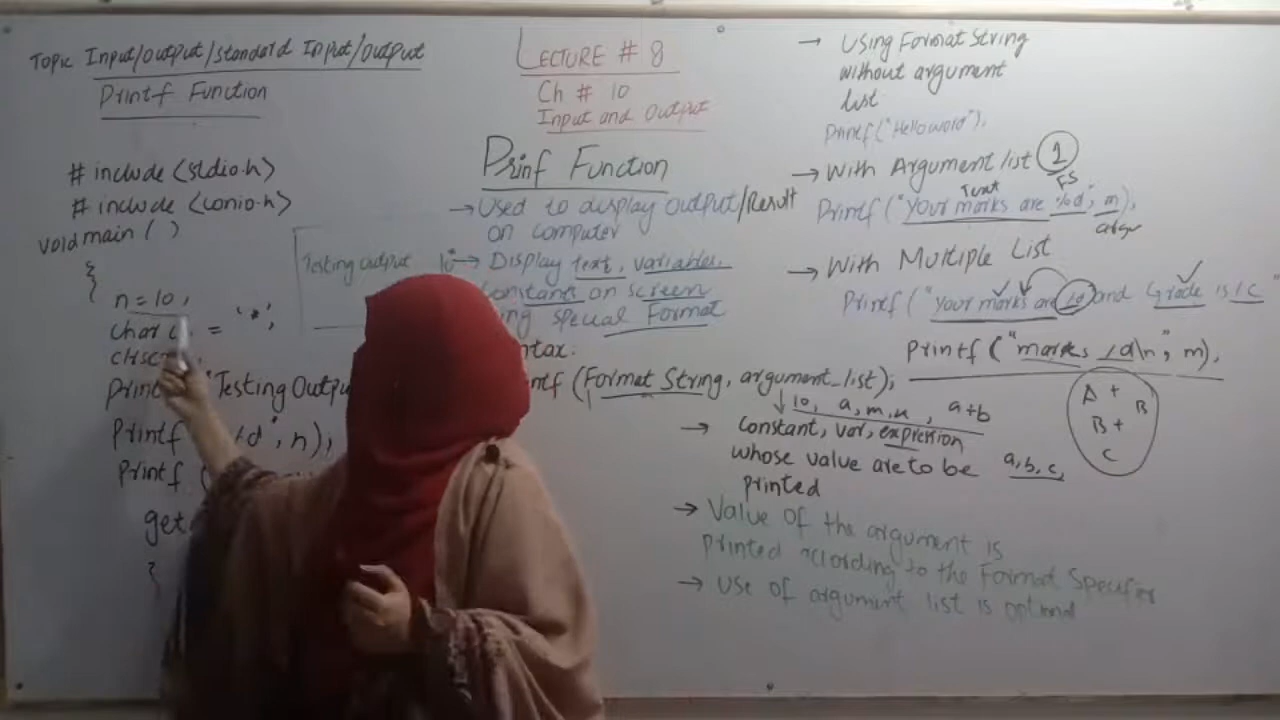 Topic Input/output/standard Input/output
Printf Function
# include <stdio.h>
# include <conio.h>
void main ( )
{
n = 10,
char = '*',
Testing Outpu
Printf d", n),
Printf (
get
}
Testing output 10*
LECTURE # 8
Ch # 10
Input and Output
Prinf Function
→ Used to display output/Result
on computer
→ Display text, variables,
constants on screen
special Format
ntf (Format String, argument_list);
10, a, m, n, a+b
→ Constant, var, expression
whose value are to be a, b, c,
printed
→ Value of the argument is
printed according to the Format Specifier
→ Use of argument list is optional
→ Using Format String
without argument
list
Printf("Helloword").
→ With Argument list 1
Text FS
Printf ("Your marks are %d", m),
argu
→ With Multiple List
Printf ("Your marks are and Grade is %c
printf ("marks %d\n", m),
A +
B
B +
C